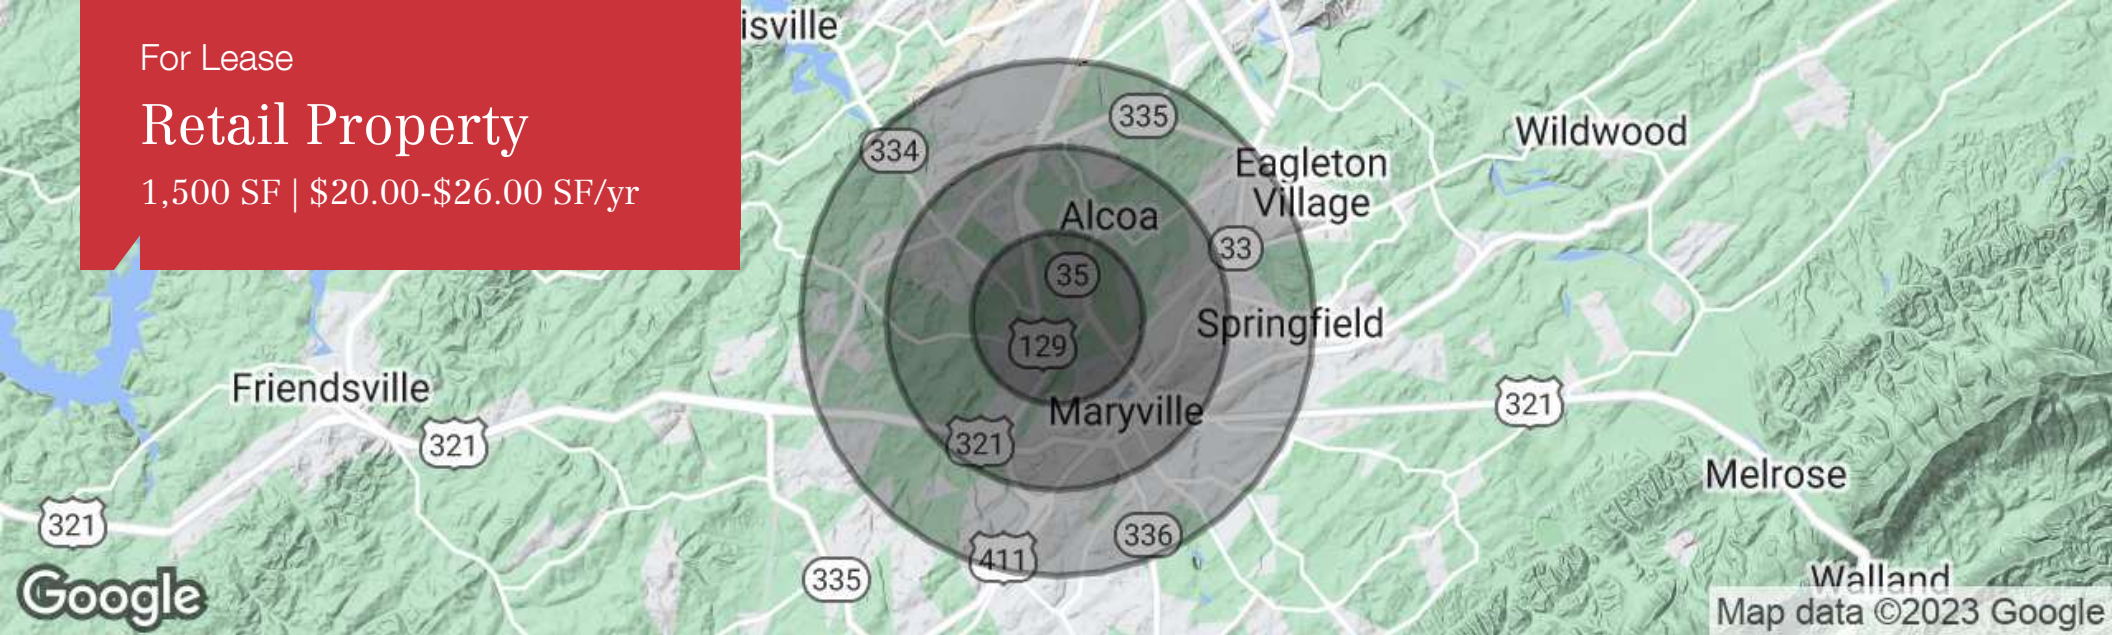 For Lease
Retail Property
1,500 SF | $20.00-$26.00 SF/yr
isville
335
334
Wildwood
Eagleton
Village
Alcoa
33
35
Springfield
129
Friendsville
321
Maryville
321
321
Melrose
321
336
411
335
Walland
Google
Map data ©2023 Google